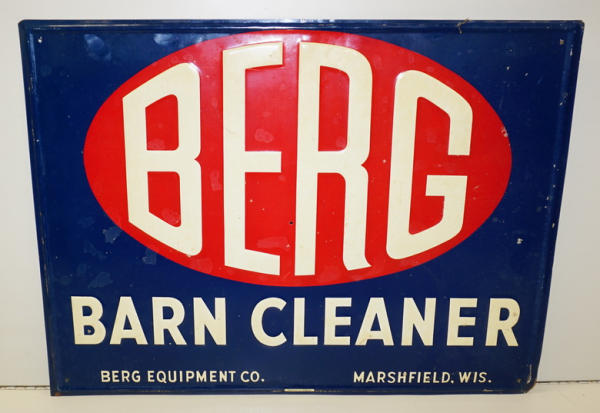 BERG
BARN CLEANER
BERG EQUIPMENT CO. MARSHFIELD, WIS.